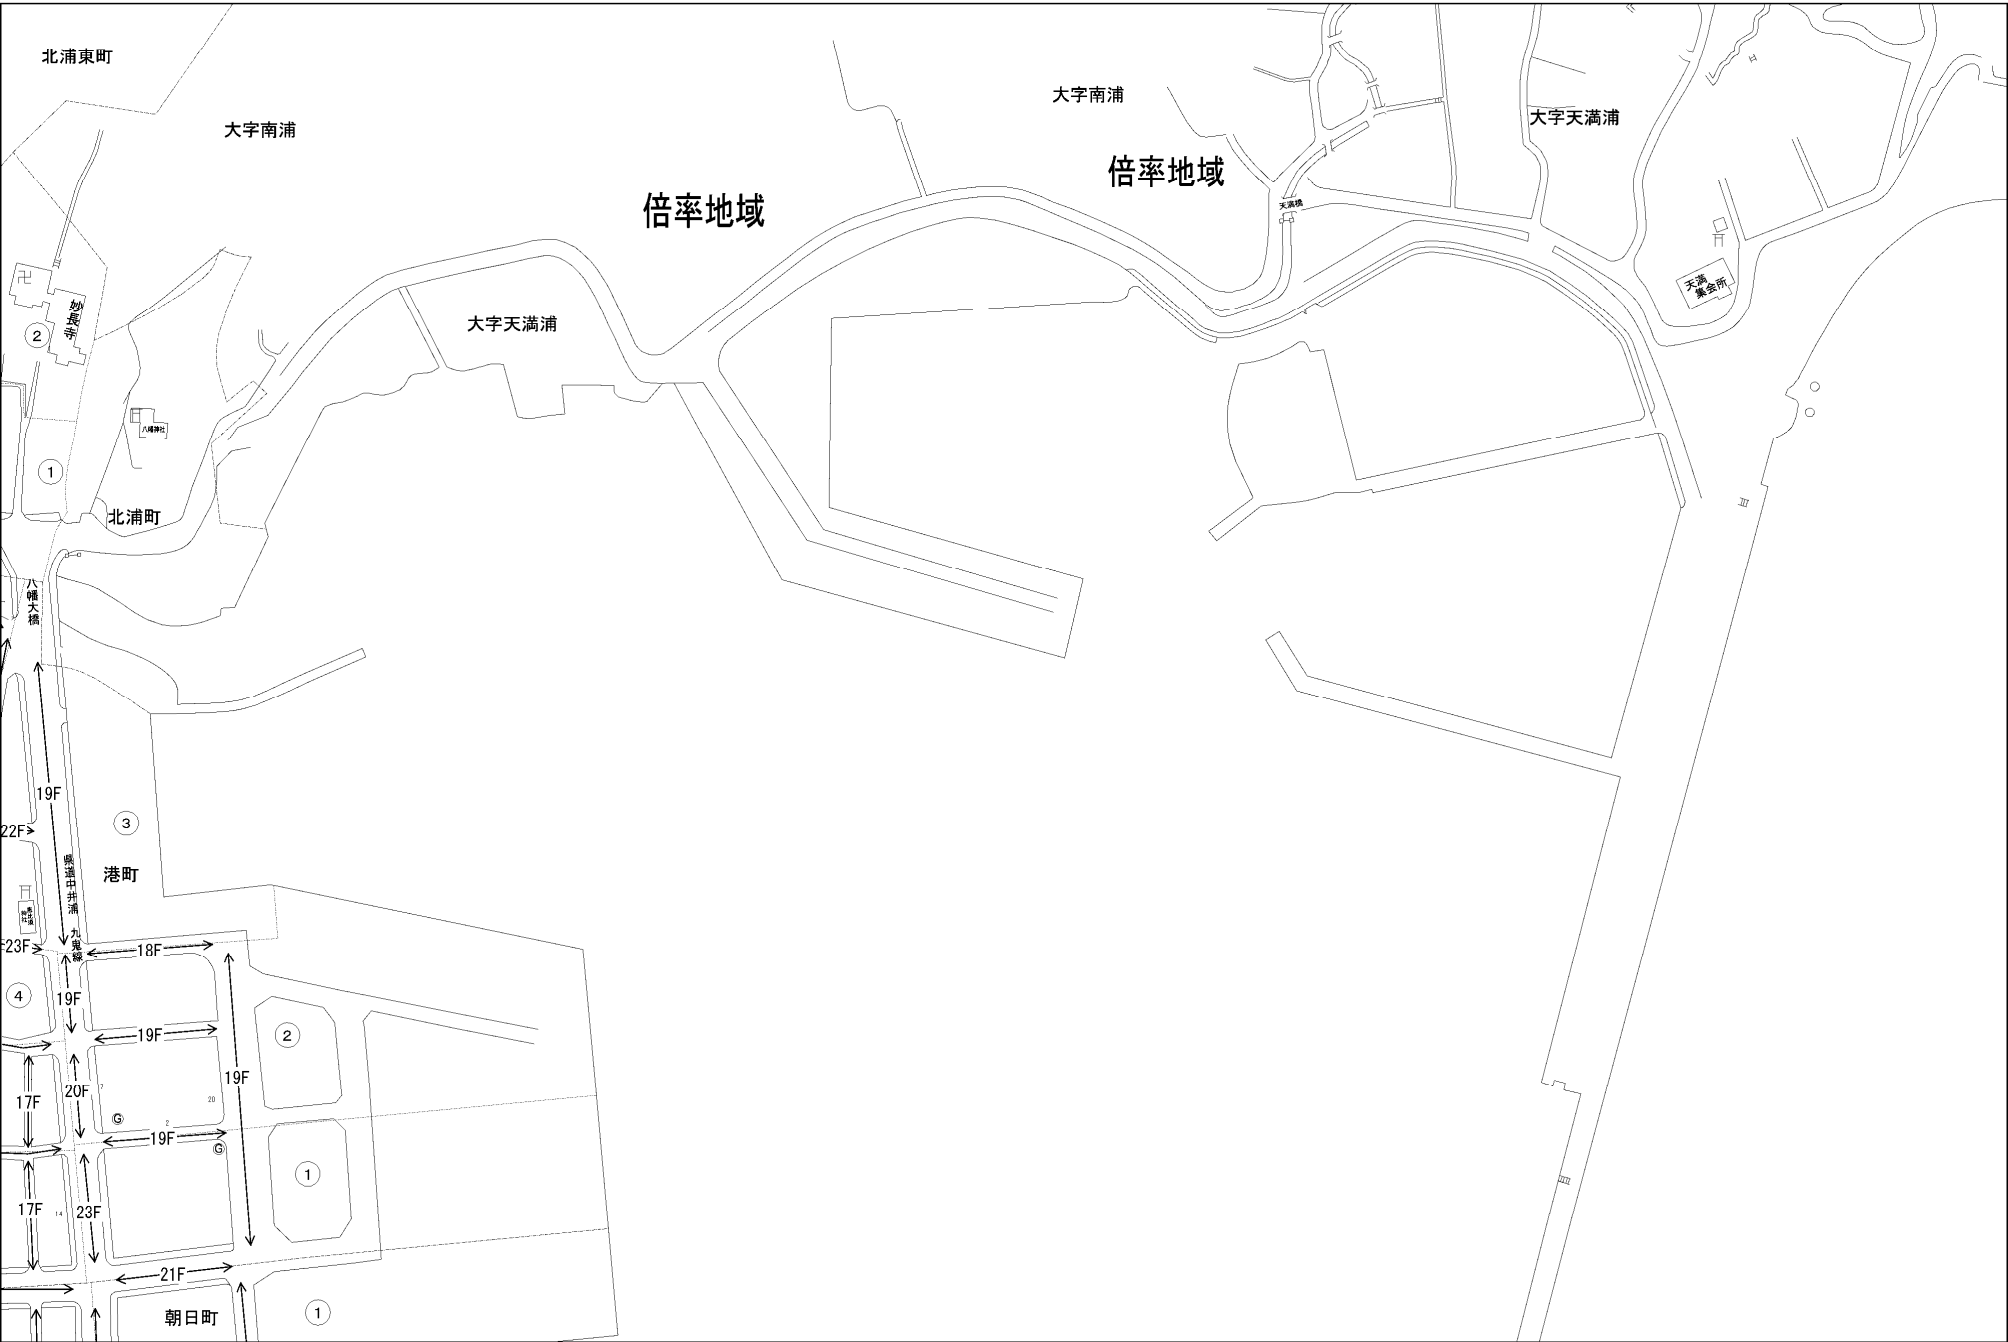 北浦東町
大字南浦
大字南浦
大字天満浦
倍率地域
倍率地域
天満橋
天満
集会所
妙長寺
2
大字天満浦
八幡神社
1
北浦町
八幡大橋
19F
22F
3
港町
県道中井浦
九鬼線
23F
18F
4
19F
19F
2
19F
20F
7
17F
20
G
2
19F
G
1
17F
14
23F
21F
朝日町
1